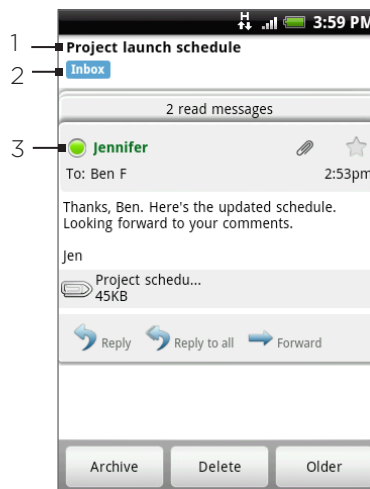 H 3:59 PM
1 Project launch schedule
2 Inbox
2 read messages
3 Jennifer
To: Ben F 2:53pm
Thanks, Ben. Here's the updated schedule.
Looking forward to your comments.
Jen
Project schedu...
45KB
Reply Reply to all Forward
Archive Delete Older